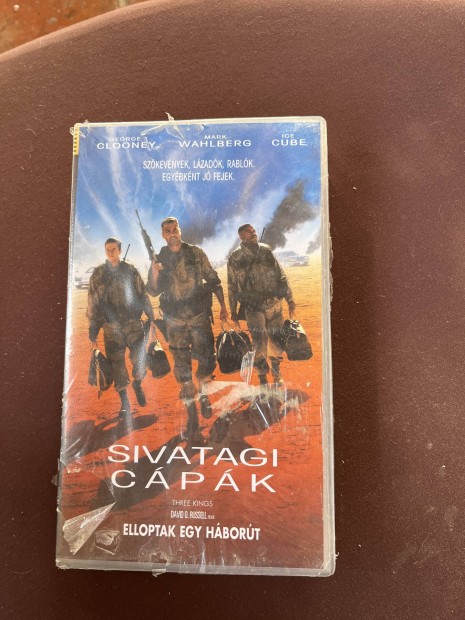 GEORGE
CLOONEY
MARK
WAHLBERG
ICE
CUBE
SZÖKEVÉNYEK, LÁZADÓK, RABLÓK.
EGYÉBKÉNT JÓ FEJEK.
SIVATAGI
CÁPÁK
THREE KINGS
DAVID O. RUSSELL
ELLOPTAK EGY HÁBORÚT